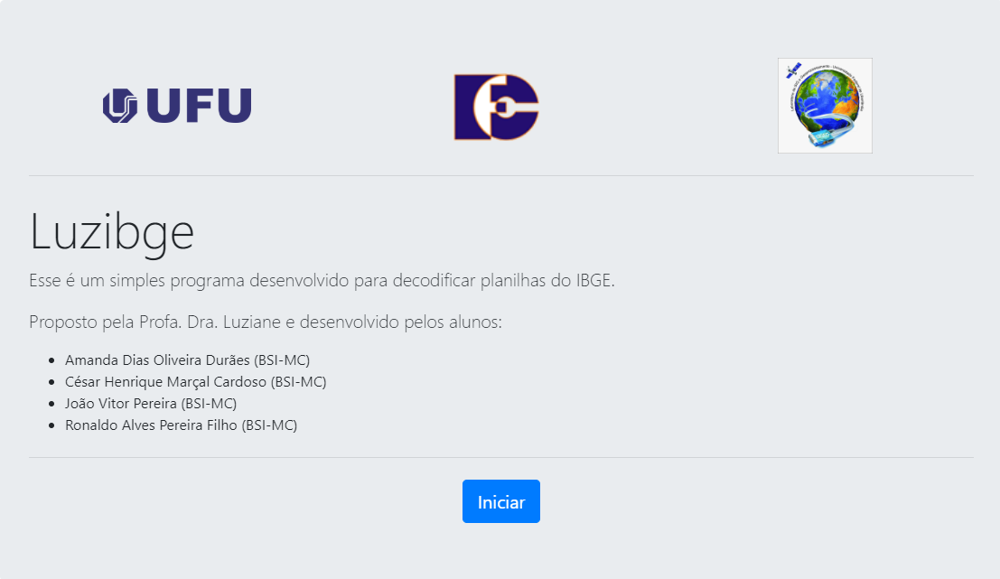 UFU
Luzibge
Esse é um simples programa desenvolvido para decodificar planilhas do IBGE.
Proposto pela Profa. Dra. Luziane e desenvolvido pelos alunos:
Amanda Dias Oliveira Durães (BSI-MC)
César Henrique Marçal Cardoso (BSI-MC)
João Vitor Pereira (BSI-MC)
Ronaldo Alves Pereira Filho (BSI-MC)
Iniciar